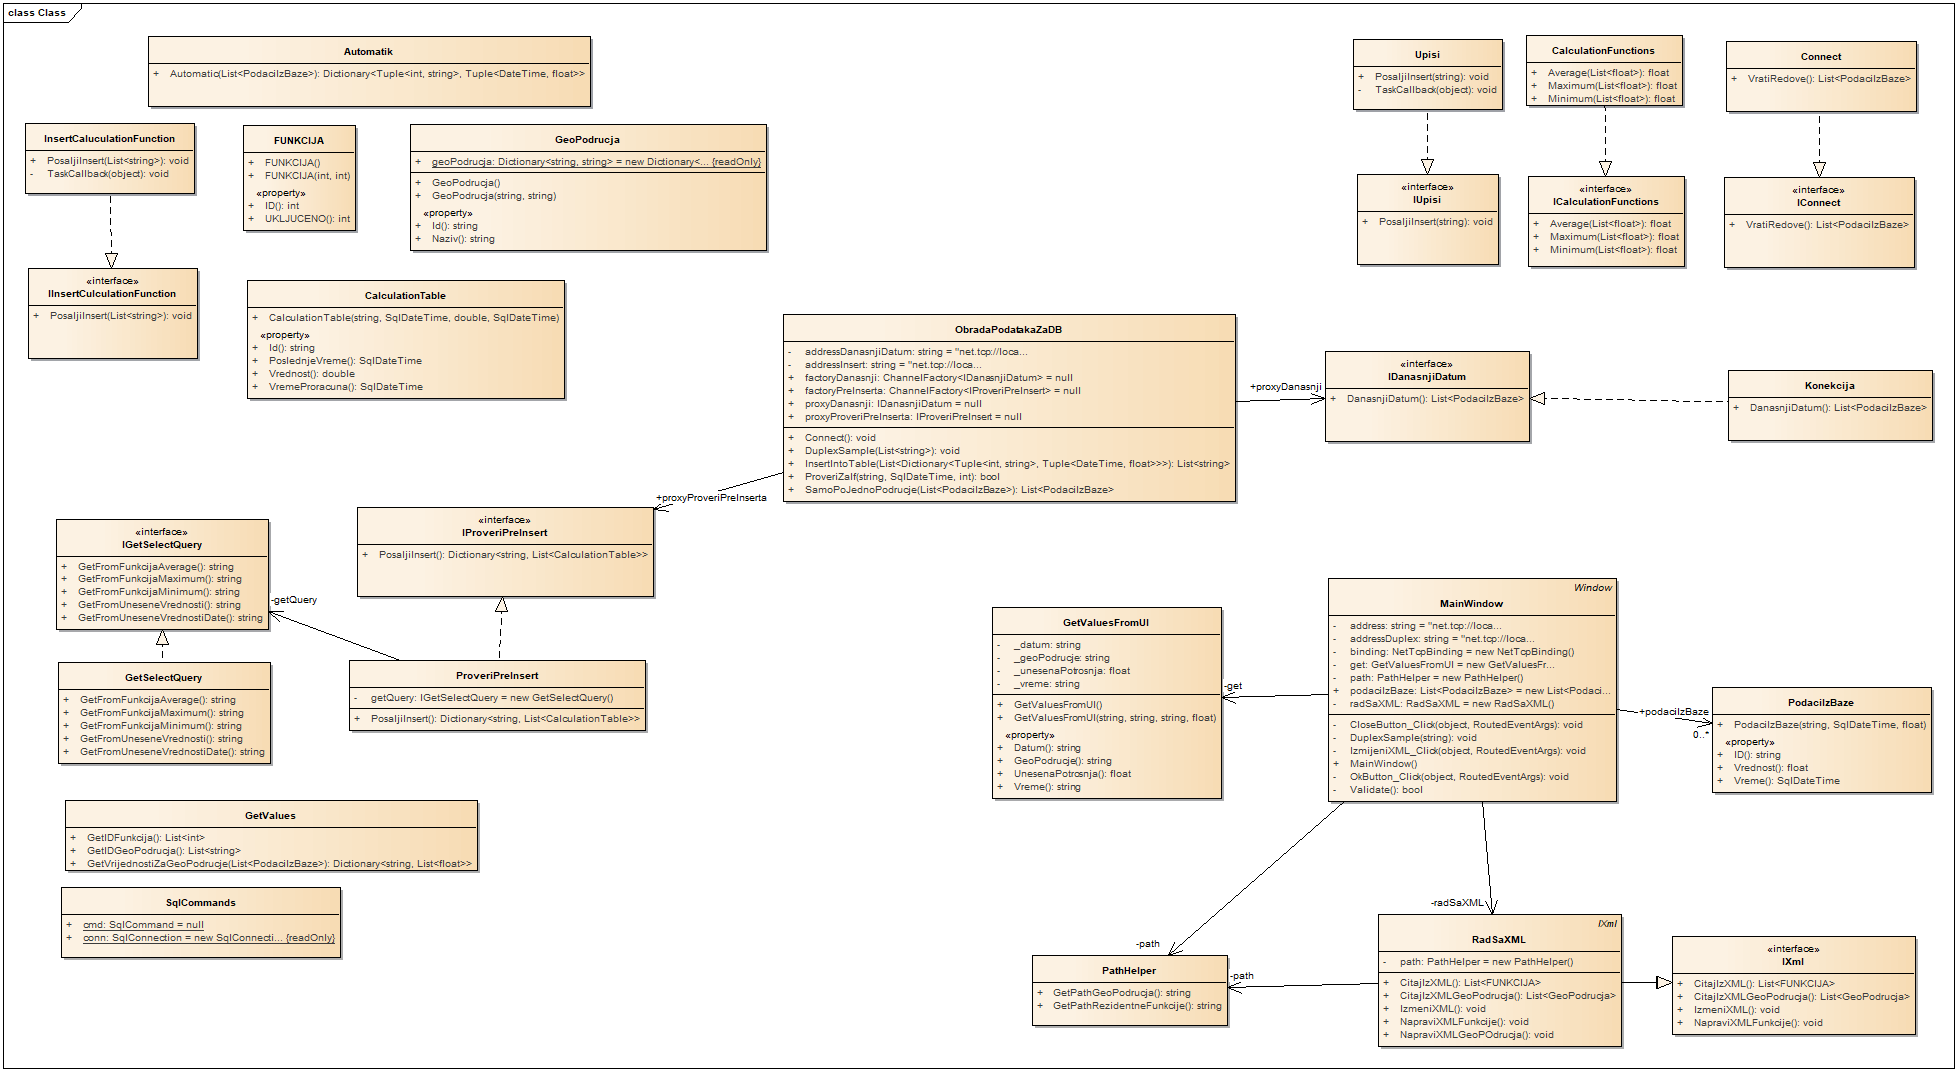 class Class
Automatik
+ Automatic(List<PodaciIzBaze>): Dictionary<Tuple<int, string>, Tuple<DateTime, float>>
InsertCaluculationFunction
+ PosaljiInsert(List<string>): void
- TaskCallback(object): void
FUNKCIJA
+ FUNKCIJA()
+ FUNKCIJA(int, int)
«property»
+ ID(): int
+ UKLJUCENO(): int
GeoPodrucja
+ geoPodrucja: Dictionary<string, string> = new Dictionary<... {readOnly}
+ GeoPodrucja()
+ GeoPodrucja(string, string)
«property»
+ Id(): string
+ Naziv(): string
Upisi
+ PosaljiInsert(string): void
- TaskCallback(object): void
CalculationFunctions
+ Average(List<float>): float
+ Maximum(List<float>): float
+ Minimum(List<float>): float
Connect
+ VratiRedove(): List<PodaciIzBaze>
«interface»
IUpisi
+ PosaljiInsert(string): void
«interface»
ICalculationFunctions
+ Average(List<float>): float
+ Maximum(List<float>): float
+ Minimum(List<float>): float
«interface»
IConnect
+ VratiRedove(): List<PodaciIzBaze>
«interface»
IInsertCulculationFunction
+ PosaljiInsert(List<string>): void
CalculationTable
+ CalculationTable(string, SqlDateTime, double, SqlDateTime)
«property»
+ Id(): string
+ PoslednjeVreme(): SqlDateTime
+ Vrednost(): double
+ VremeProracuna(): SqlDateTime
ObradaPodatakaZaDB
- addressDanasnjiDatum: string = "net.tcp://loca...
- addressInsert: string = "net.tcp://loca...
+ factoryDanasnji: ChannelFactory<IDanasnjiDatum> = null
+ factoryPreInserta: ChannelFactory<IProveriPreInsert> = null
+ proxyDanasnji: IDanasnjiDatum = null
+ proxyProveriPreInserta: IProveriPreInsert = null
+ Connect(): void
+ DuplexSample(List<string>): void
+ InsertIntoTable(List<Dictionary<Tuple<int, string>, Tuple<DateTime, float>>>): List<string>
+ ProveriZaIf(string, SqlDateTime, int): bool
+ SamoPoJednoPodrucje(List<PodaciIzBaze>): List<PodaciIzBaze>
+proxyDanasnji
«interface»
IDanasnjiDatum
+ DanasnjiDatum(): List<PodaciIzBaze>
Konekcija
+ DanasnjiDatum(): List<PodaciIzBaze>
+proxyProveriPreInserta
«interface»
IProveriPreInsert
+ PosaljiInsert(): Dictionary<string, List<CalculationTable>>
«interface»
IGetSelectQuery
+ GetFromFunkcijaAverage(): string
+ GetFromFunkcijaMaximum(): string
+ GetFromFunkcijaMinimum(): string
+ GetFromUneseneVrednosti(): string
+ GetFromUneseneVrednostiDate(): string
-getQuery
GetSelectQuery
+ GetFromFunkcijaAverage(): string
+ GetFromFunkcijaMaximum(): string
+ GetFromFunkcijaMinimum(): string
+ GetFromUneseneVrednosti(): string
+ GetFromUneseneVrednostiDate(): string
ProveriPreInsert
- getQuery: IGetSelectQuery = new GetSelectQuery()
+ PosaljiInsert(): Dictionary<string, List<CalculationTable>>
GetValuesFromUI
- _datum: string
- _geoPodrucje: string
- _unesenaPotrosnja: float
- _vreme: string
+ GetValuesFromUI()
+ GetValuesFromUI(string, string, string, float)
«property»
+ Datum(): string
+ GeoPodrucje(): string
+ UnesenaPotrosnja(): float
+ Vreme(): string
-get
Window
MainWindow
- address: string = "net.tcp://loca...
- addressDuplex: string = "net.tcp://loca...
- binding: NetTcpBinding = new NetTcpBinding()
- get: GetValuesFromUI = new GetValuesFr...
- path: PathHelper = new PathHelper()
+ podaciIzBaze: List<PodaciIzBaze> = new List<Podaci...
- radSaXML: RadSaXML = new RadSaXML()
- CloseButton_Click(object, RoutedEventArgs): void
- DuplexSample(string): void
- IzmijeniXML_Click(object, RoutedEventArgs): void
+ MainWindow()
- OkButton_Click(object, RoutedEventArgs): void
- Validate(): bool
+podaciIzBaze
0..*
PodaciIzBaze
+ PodaciIzBaze(string, SqlDateTime, float)
«property»
+ ID(): string
+ Vrednost(): float
+ Vreme(): SqlDateTime
GetValues
+ GetIDFunkcija(): List<int>
+ GetIDGeoPodrucja(): List<string>
+ GetVrijednostiZaGeoPodrucje(List<PodaciIzBaze>): Dictionary<string, List<float>>
SqlCommands
+ cmd: SqlCommand = null
+ conn: SqlConnection = new SqlConnecti... {readOnly}
-radSaXML
-path
PathHelper
+ GetPathGeoPodrucja(): string
+ GetPathRezidentneFunkcije(): string
-path
IXml
RadSaXML
- path: PathHelper = new PathHelper()
+ CitajIzXML(): List<FUNKCIJA>
+ CitajIzXMLGeoPodrucja(): List<GeoPodrucja>
+ IzmeniXML(): void
+ NapraviXMLFunkcije(): void
+ NapraviXMLGeoPOdrucja(): void
«interface»
IXml
+ CitajIzXML(): List<FUNKCIJA>
+ CitajIzXMLGeoPodrucja(): List<GeoPodrucja>
+ IzmeniXML(): void
+ NapraviXMLFunkcije(): void